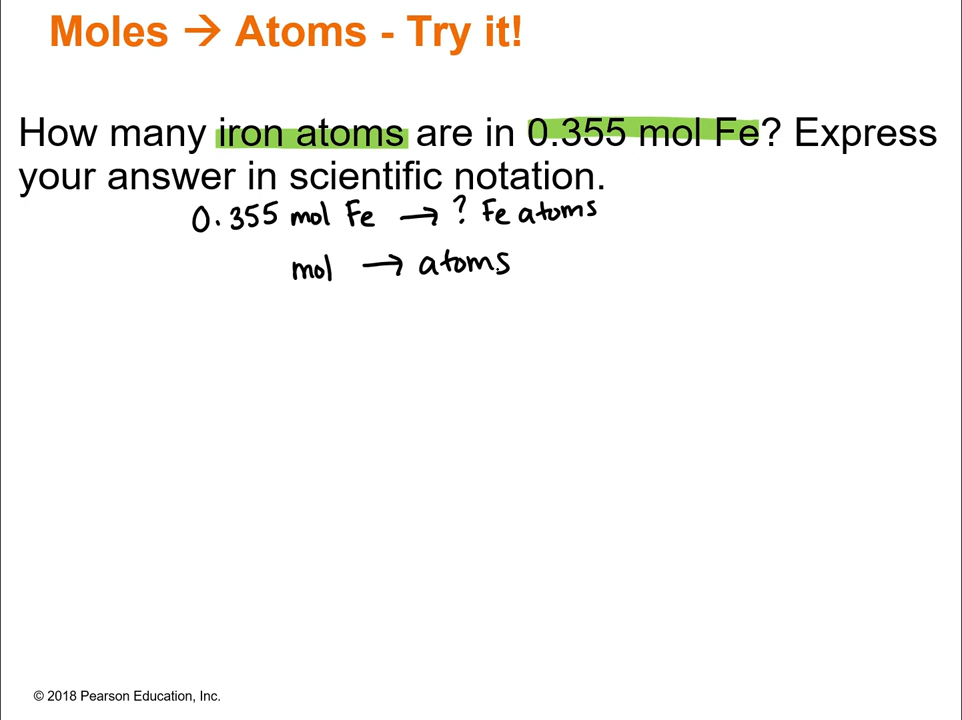 Moles → Atoms - Try it!
How many iron atoms are in 0.355 mol Fe? Express
your answer in scientific notation.
0.355 mol Fe → ? Fe atoms
mol → atoms
© 2018 Pearson Education, Inc.